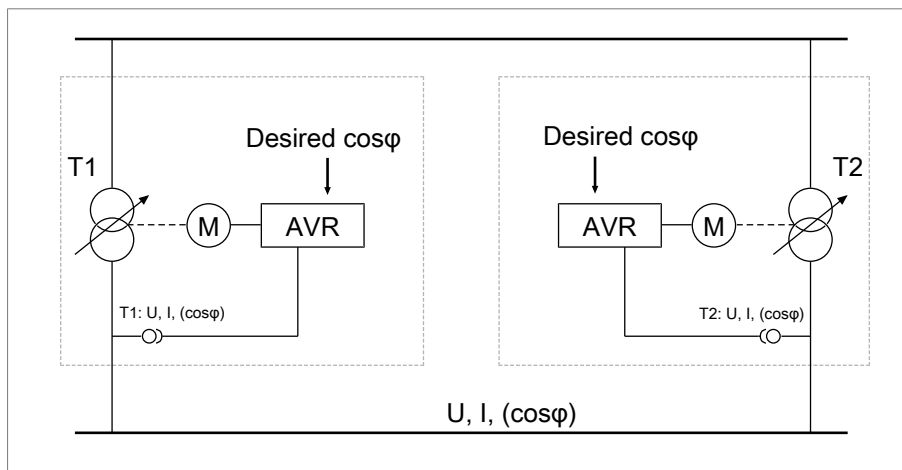 Desired cosφ
Desired cosφ
T1
T2
M
AVR
AVR
M
T1: U, I, (cosφ)
T2: U, I, (cosφ)
U, I, (cosφ)